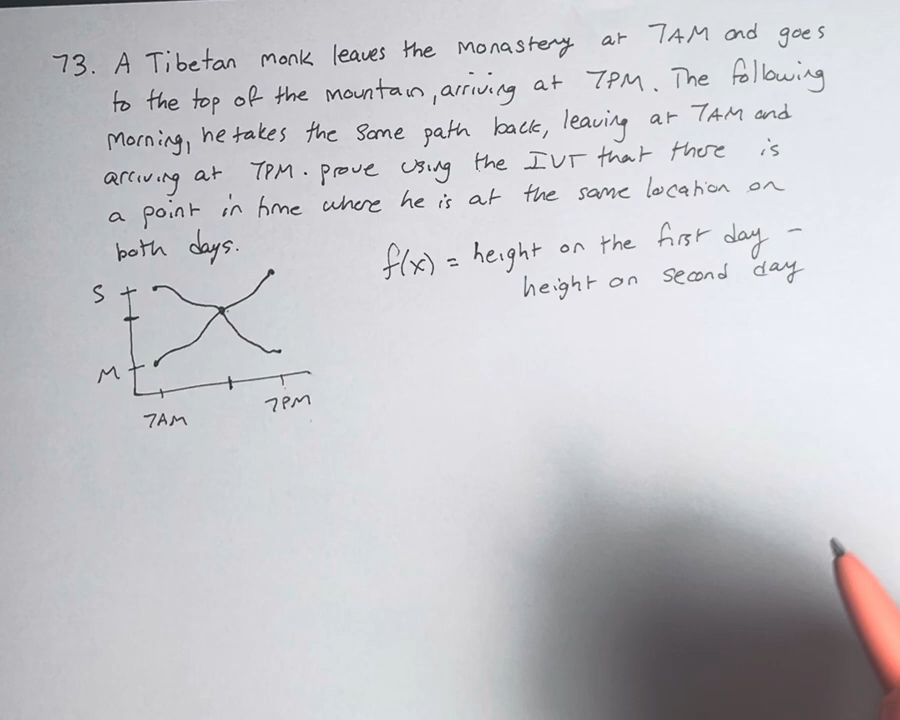 73. A Tibetan monk leaves the monastery at 7AM and goes
to the top of the mountain, arriving at 7PM. The following
morning, he takes the same path back, leaving at 7AM and
arriving at 7PM. prove using the IVT that there is
a point in time where he is at the same location on
both days.
f(x) = height on the first day -
height on second day
S
M
7AM
7PM